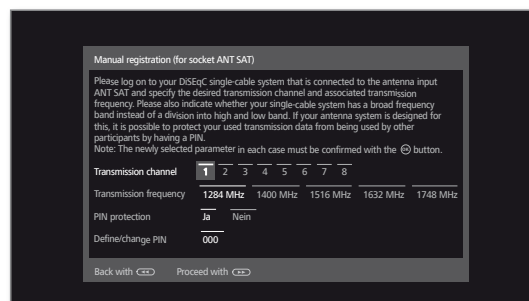 Manual registration (for socket ANT SAT)
Please log on to your DiSEqC single-cable system that is connected to the antenna input
ANT SAT and specify the desired transmission channel and associated transmission
frequency. Please also indicate whether your single-cable system has a broad frequency
band instead of a division into high and low band. If your antenna system is designed for
this, it is possible to protect your used transmission data from being used by other
participants by having a PIN.
Note: The newly selected parameter in each case must be confirmed with the OK button.
Transmission channel 1 2 3 4 5 6 7 8
Transmission frequency 1284 MHz 1400 MHz 1516 MHz 1632 MHz 1748 MHz
PIN protection Ja Nein
Define/change PIN 000
Back with Proceed with